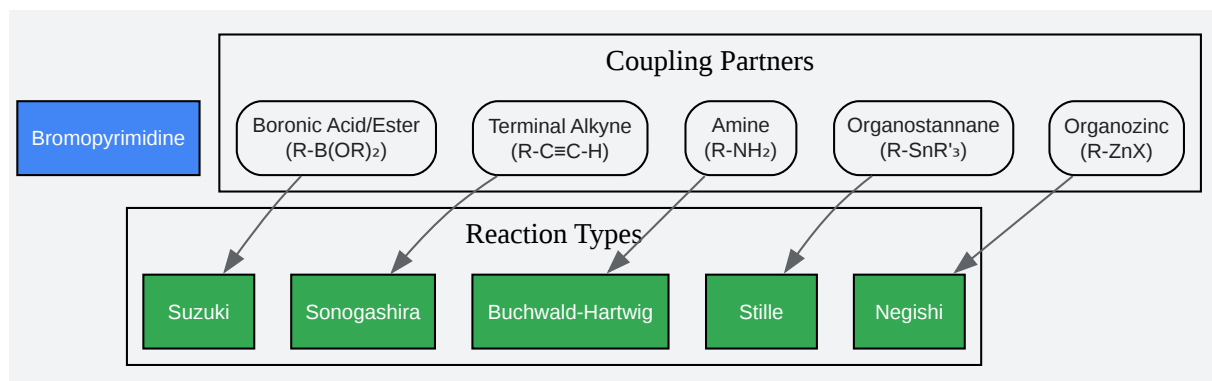 Coupling Partners
Bromopyrimidine
Boronic Acid/Ester
(R-B(OR)₂)
Terminal Alkyne
(R-C≡C-H)
Amine
(R-NH₂)
Organostannane
(R-SnR'₃)
Organozinc
(R-ZnX)
Reaction Types
Suzuki
Sonogashira
Buchwald-Hartwig
Stille
Negishi